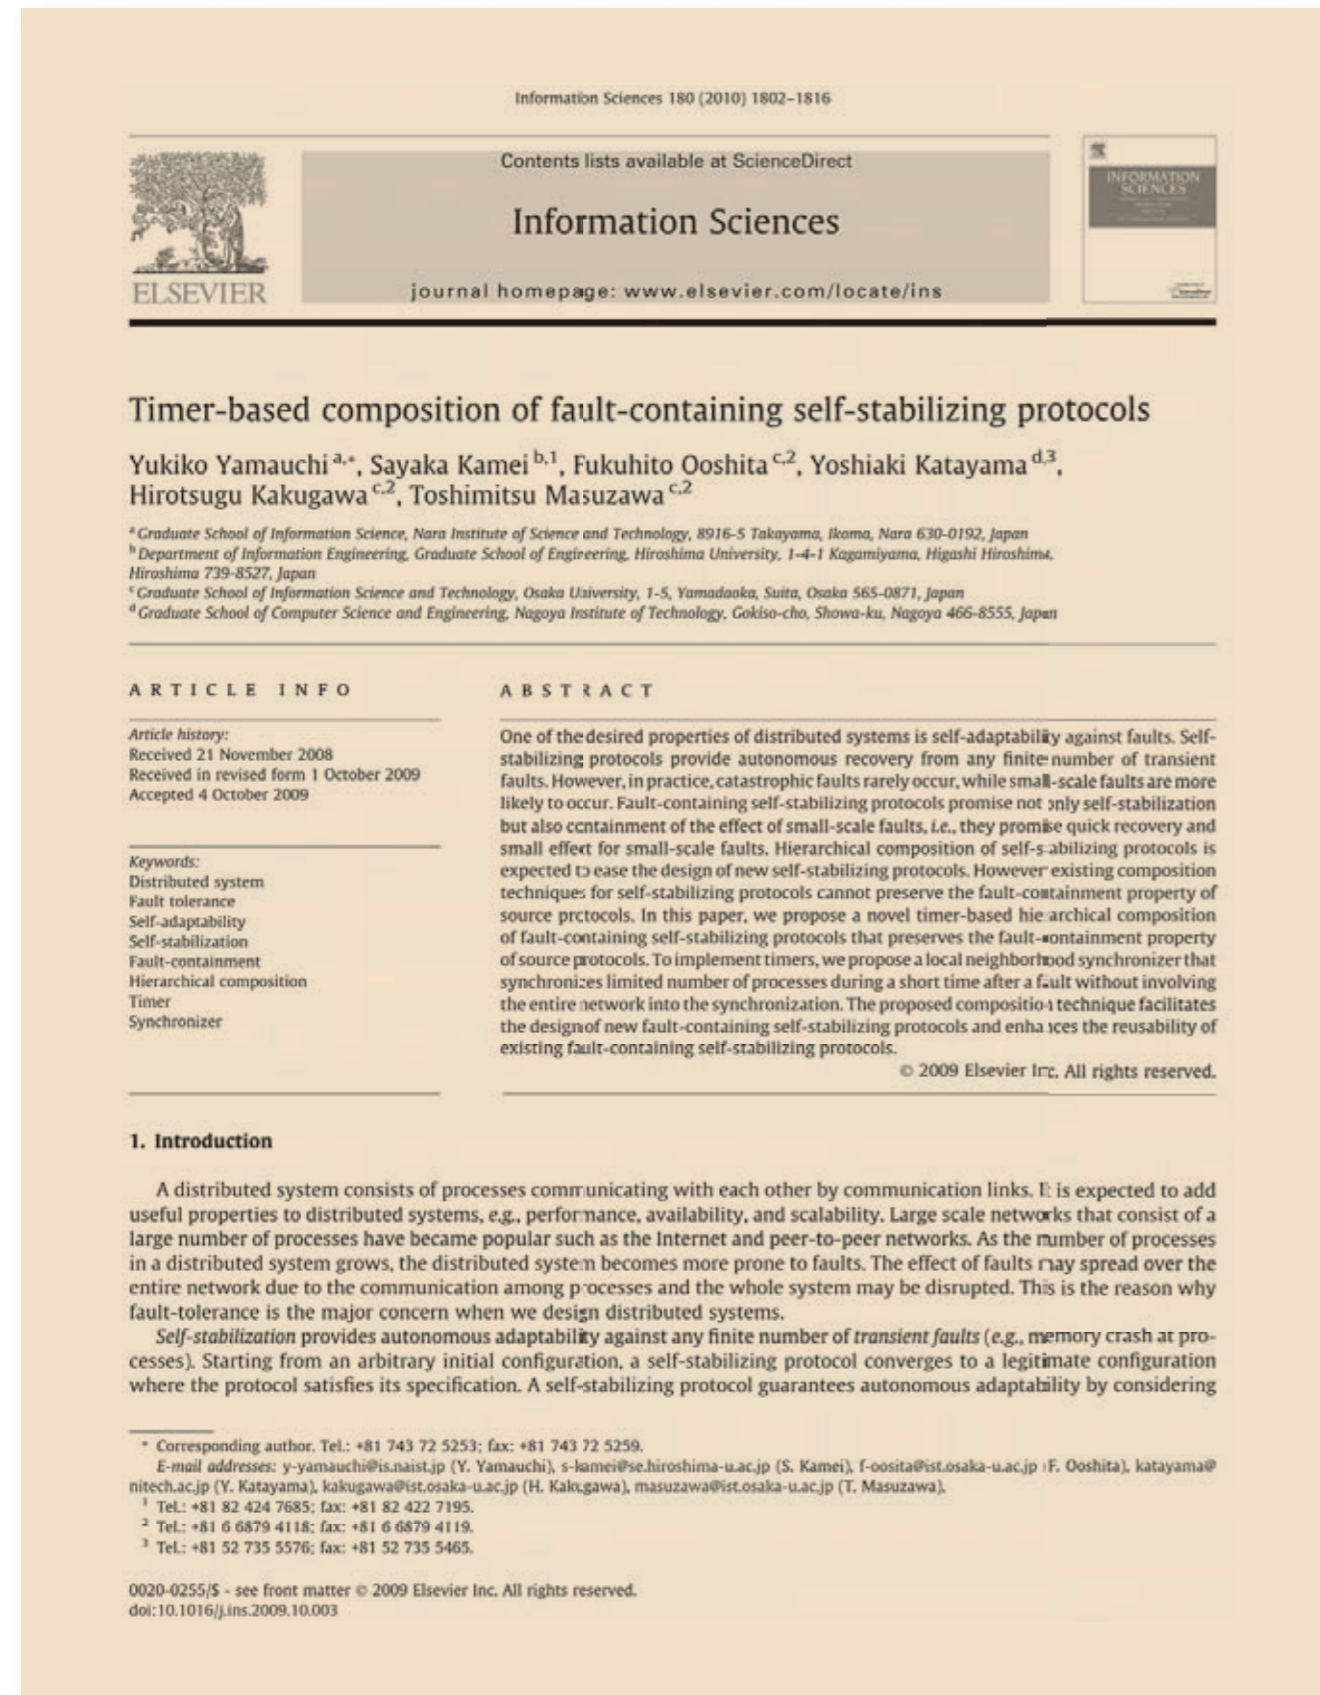 Information Sciences 180 (2010) 1802–1816
Contents lists available at ScienceDirect
Information Sciences
journal homepage: www.elsevier.com/locate/ins
ELSEVIER
INFORMATION
SCIENCES
Timer-based composition of fault-containing self-stabilizing protocols
Yukiko Yamauchi a,*, Sayaka Kamei b,1, Fukuhito Ooshita c,2, Yoshiaki Katayama d,3,
Hirotsugu Kakugawa c,2, Toshimitsu Masuzawa c,2
a Graduate School of Information Science, Nara Institute of Science and Technology, 8916-5 Takayama, Ikoma, Nara 630-0192, Japan
b Department of Information Engineering, Graduate School of Engineering, Hiroshima University, 1-4-1 Kagamiyama, Higashi Hiroshima,
Hiroshima 739-8527, Japan
c Graduate School of Information Science and Technology, Osaka University, 1-5, Yamadaoka, Suita, Osaka 565-0871, Japan
d Graduate School of Computer Science and Engineering, Nagoya Institute of Technology, Gokiso-cho, Showa-ku, Nagoya 466-8555, Japan
ARTICLE INFO
Article history:
Received 21 November 2008
Received in revised form 1 October 2009
Accepted 4 October 2009
Keywords:
Distributed system
Fault tolerance
Self-adaptability
Self-stabilization
Fault-containment
Hierarchical composition
Timer
Synchronizer
ABSTRACT
One of the desired properties of distributed systems is self-adaptability against faults. Self-
stabilizing protocols provide autonomous recovery from any finite number of transient
faults. However, in practice, catastrophic faults rarely occur, while small-scale faults are more
likely to occur. Fault-containing self-stabilizing protocols promise not only self-stabilization
but also containment of the effect of small-scale faults, i.e., they promise quick recovery and
small effect for small-scale faults. Hierarchical composition of self-stabilizing protocols is
expected to ease the design of new self-stabilizing protocols. However existing composition
techniques for self-stabilizing protocols cannot preserve the fault-containment property of
source protocols. In this paper, we propose a novel timer-based hierarchical composition
of fault-containing self-stabilizing protocols that preserves the fault-containment property
of source protocols. To implement timers, we propose a local neighborhood synchronizer that
synchronizes limited number of processes during a short time after a fault without involving
the entire network into the synchronization. The proposed composition technique facilitates
the design of new fault-containing self-stabilizing protocols and enhances the reusability of
existing fault-containing self-stabilizing protocols.
© 2009 Elsevier Inc. All rights reserved.
1. Introduction
A distributed system consists of processes communicating with each other by communication links. It is expected to add
useful properties to distributed systems, e.g., performance, availability, and scalability. Large scale networks that consist of a
large number of processes have became popular such as the Internet and peer-to-peer networks. As the number of processes
in a distributed system grows, the distributed system becomes more prone to faults. The effect of faults may spread over the
entire network due to the communication among processes and the whole system may be disrupted. This is the reason why
fault-tolerance is the major concern when we design distributed systems.
Self-stabilization provides autonomous adaptability against any finite number of transient faults (e.g., memory crash at pro-
cesses). Starting from an arbitrary initial configuration, a self-stabilizing protocol converges to a legitimate configuration
where the protocol satisfies its specification. A self-stabilizing protocol guarantees autonomous adaptability by considering
* Corresponding author. Tel.: +81 743 72 5253; fax: +81 743 72 5259.
E-mail addresses: y-yamauchi@is.naist.jp (Y. Yamauchi), s-kamei@se.hiroshima-u.ac.jp (S. Kamei), f-oosita@ist.osaka-u.ac.jp (F. Ooshita), katayama@
nitech.ac.jp (Y. Katayama), kakugawa@ist.osaka-u.ac.jp (H. Kakugawa), masuzawa@ist.osaka-u.ac.jp (T. Masuzawa).
1 Tel.: +81 82 424 7685; fax: +81 82 422 7195.
2 Tel.: +81 6 6879 4118; fax: +81 6 6879 4119.
3 Tel.: +81 52 735 5576; fax: +81 52 735 5465.
0020-0255/$ - see front matter © 2009 Elsevier Inc. All rights reserved.
doi:10.1016/j.ins.2009.10.003